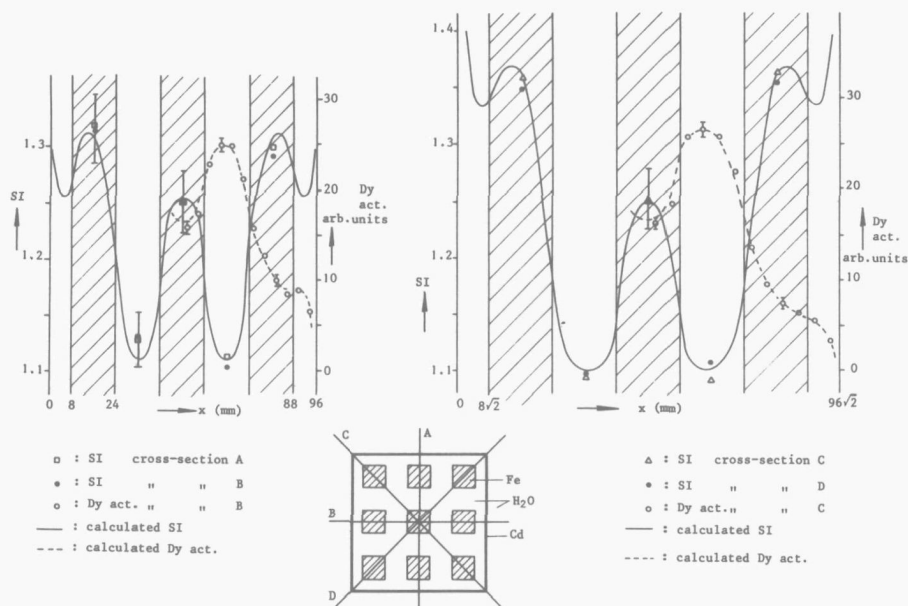 1.4
1.3
1.2
1.1
SI
30
20
10
0
Dy
act.
arb.units
1.3
1.2
1.1
SI
30
20
10
0
Dy
act.
arb.units
0 8 24 x (mm) 88 96
0 8√2 x (mm) 96√2
□ : SI cross-section A
● : SI " " B
○ : Dy act. " " B
— : calculated SI
--- : calculated Dy act.
A
C
B
D
Fe
H₂O
Cd
△ : SI cross-section C
● : SI " " D
○ : Dy act. " " C
— : calculated SI
---- : calculated Dy act.